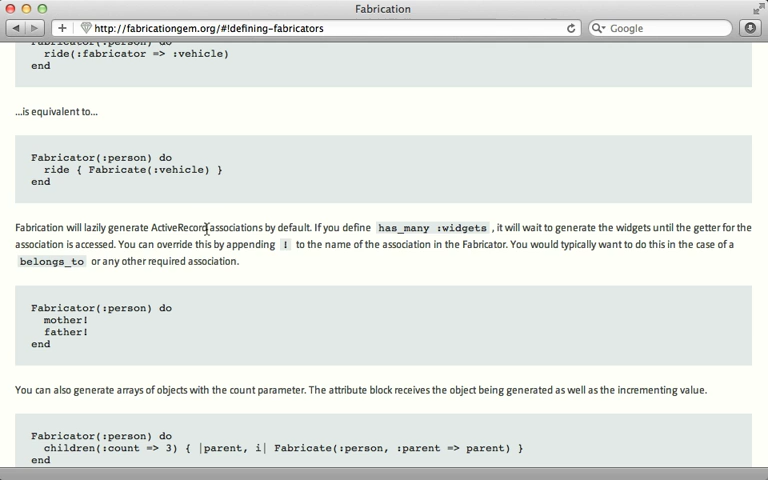 Fabrication
http://fabricationgem.org/#!defining-fabricators
Google
Fabricator(:person) do
ride(:fabricator => :vehicle)
end
...is equivalent to...
Fabricator(:person) do
ride { Fabricate(:vehicle) }
end
Fabrication will lazily generate ActiveRecord associations by default. If you define has_many :widgets , it will wait to generate the widgets until the getter for the
association is accessed. You can override this by appending ! to the name of the association in the Fabricator. You would typically want to do this in the case of a
belongs_to or any other required association.
Fabricator(:person) do
mother!
father!
end
You can also generate arrays of objects with the count parameter. The attribute block receives the object being generated as well as the incrementing value.
Fabricator(:person) do
children(:count => 3) { |parent, i| Fabricate(:person, :parent => parent) }
end